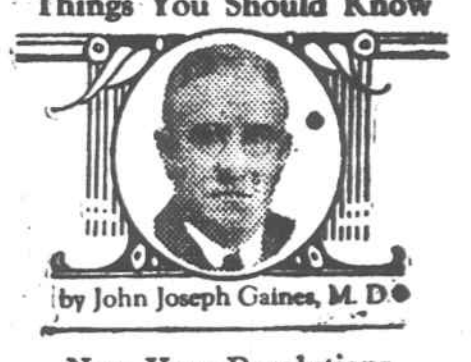 Things You Should Know
by John Joseph Gaines, M. D.
New Year Resolutions